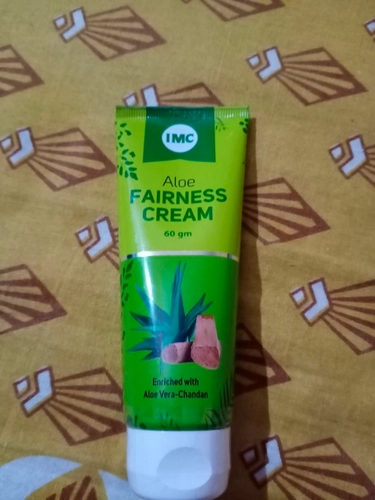 IMC
Aloe
FAIRNESS
CREAM
60 gm
Enriched with
Aloe Vera-Chandan